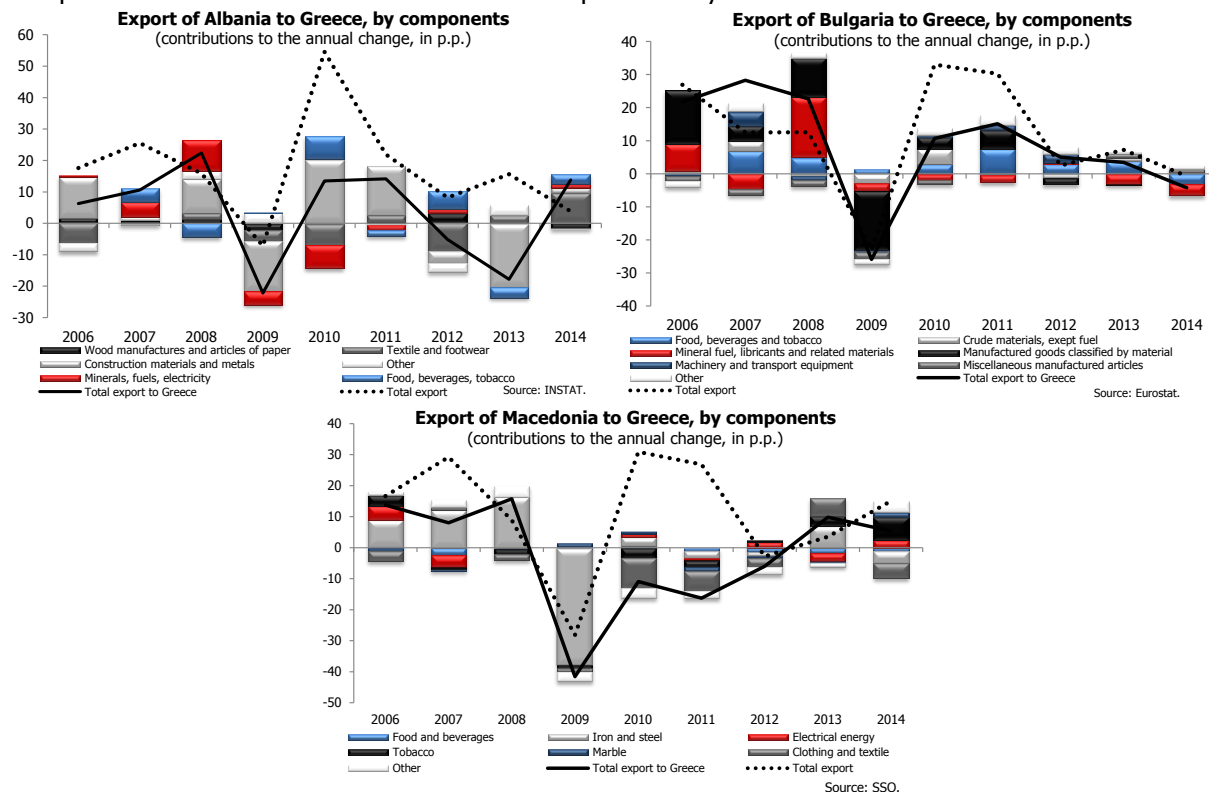 Export of Albania to Greece, by components
(contributions to the annual change, in p.p.)
60
50
40
30
20
10
0
-10
-20
-30
2006 2007 2008 2009 2010 2011 2012 2013 2014
Wood manufactures and articles of paper Textile and footwear
Construction materials and metals Other
Minerals, fuels, electricity Food, beverages, tobacco
Total export to Greece Total export
Source: INSTAT.
Export of Bulgaria to Greece, by components
(contributions to the annual change, in p.p.)
40
30
20
10
0
-10
-20
-30
-40
2006 2007 2008 2009 2010 2011 2012 2013 2014
Food, beverages and tobacco Crude materials, exept fuel
Mineral fuel, libricants and related materials Manufactured goods classified by material
Machinery and transport equipment Miscellaneous manufactured articles
Other Total export to Greece
Total export
Source: Eurostat.
Export of Macedonia to Greece, by components
(contributions to the annual change, in p.p.)
40
30
20
10
0
-10
-20
-30
-40
-50
2006 2007 2008 2009 2010 2011 2012 2013 2014
Food and beverages Iron and steel Electrical energy
Tobacco Marble Clothing and textile
Other Total export to Greece Total export
Source: SSO.